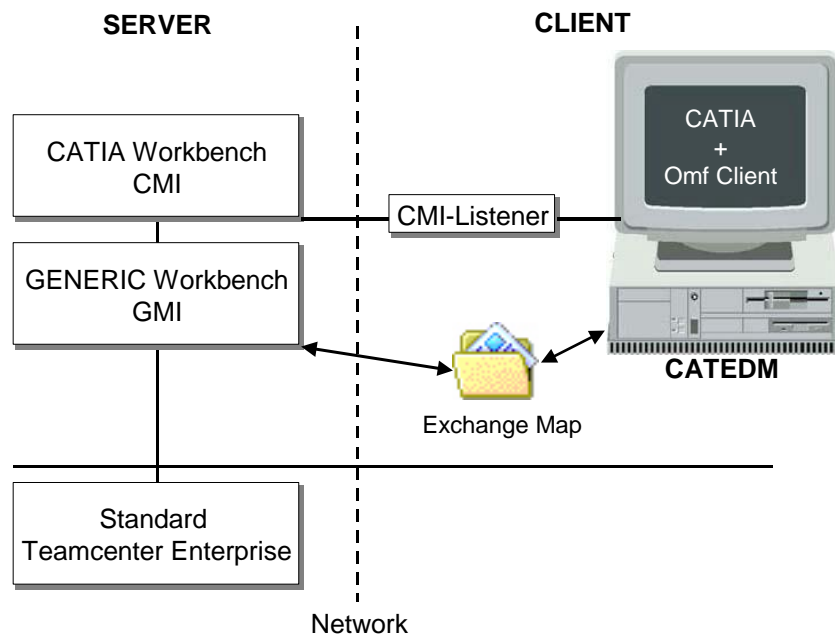 SERVER
CLIENT
CATIA Workbench
CMI
CATIA
+
Omf Client
CMI-Listener
GENERIC Workbench
GMI
CATEDM
Exchange Map
Standard
Teamcenter Enterprise
Network